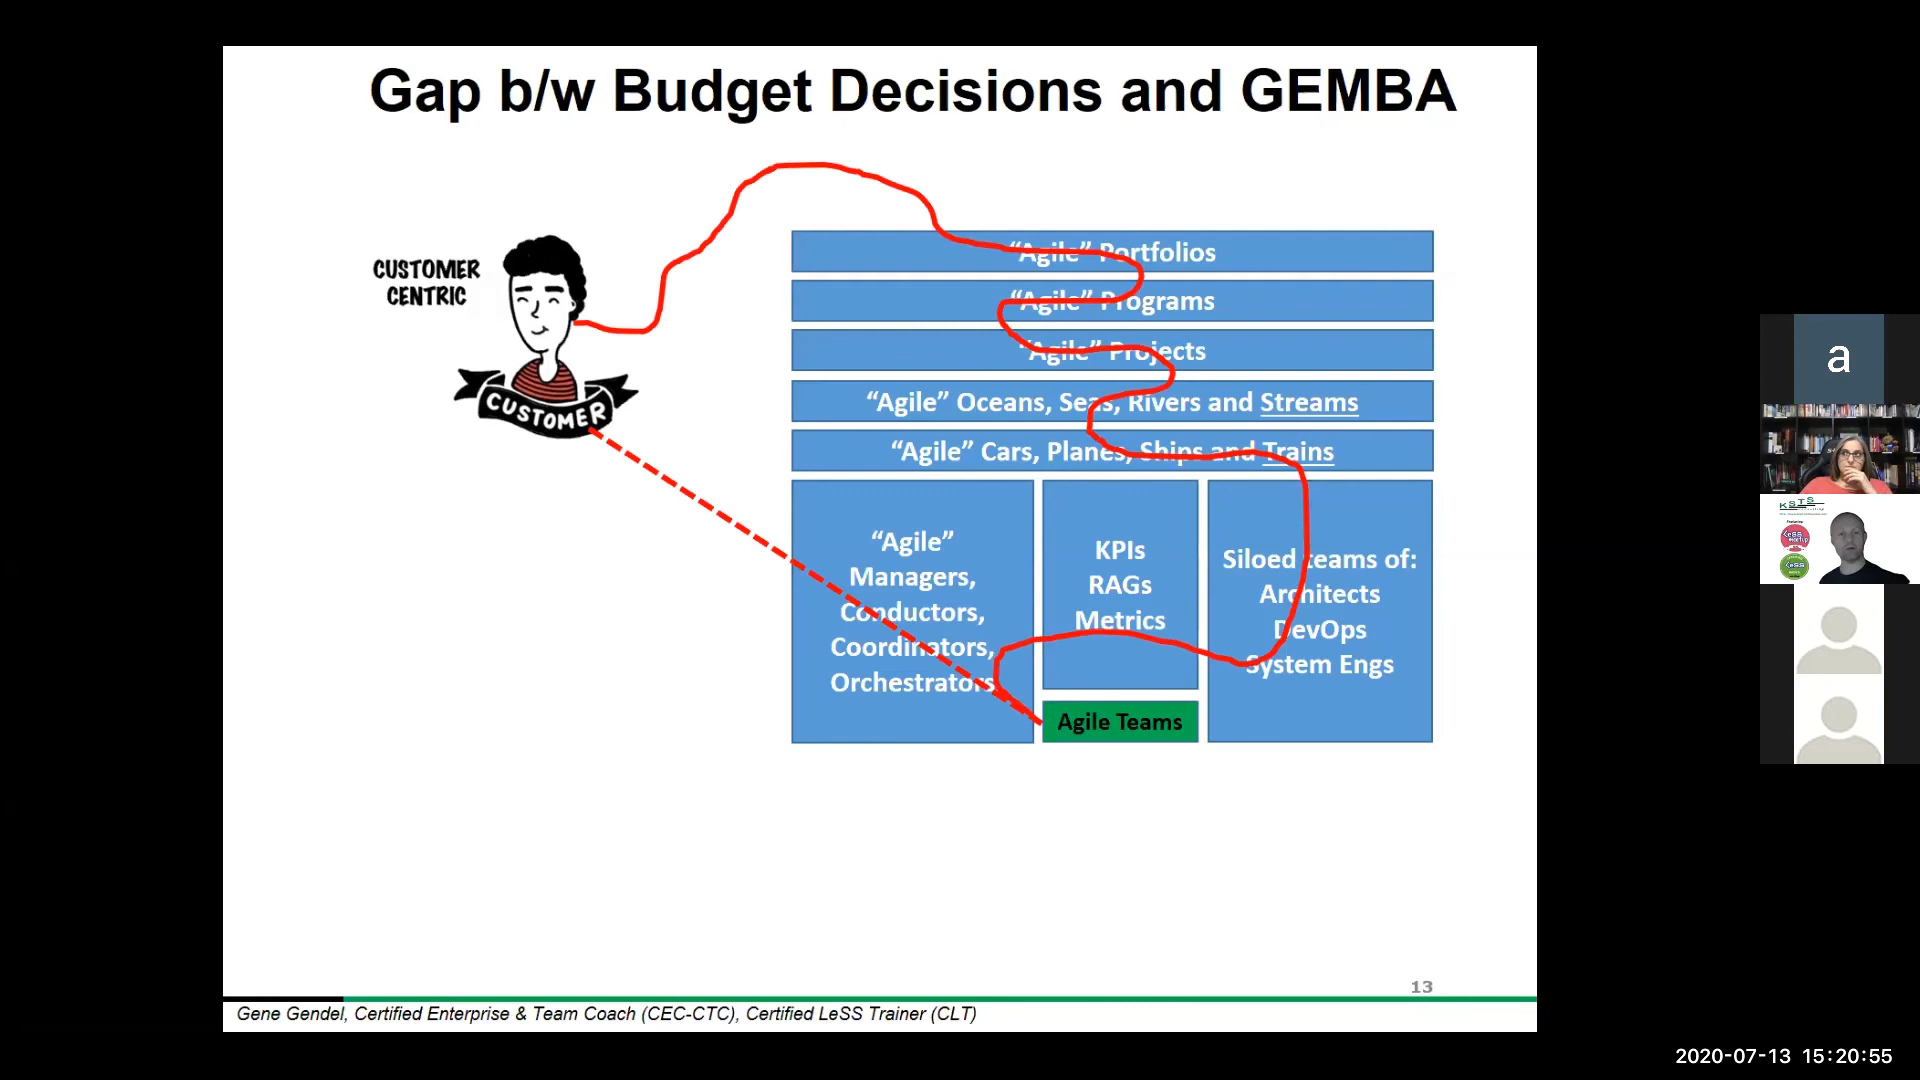 Gap b/w Budget Decisions and GEMBA
CUSTOMER
CENTRIC
CUSTOMER
“Agile” Portfolios
“Agile” Programs
“Agile” Projects
“Agile” Oceans, Seas, Rivers and Streams
“Agile” Cars, Planes, Ships and Trains
“Agile”
Managers,
Conductors,
Coordinators,
Orchestrators
KPIs
RAGs
Metrics
Siloed teams of:
Architects
DevOps
System Engs
Agile Teams
13
Gene Gendel, Certified Enterprise & Team Coach (CEC-CTC), Certified LeSS Trainer (CLT)
a
KSTS
LeSS
2020-07-13 15:20:55